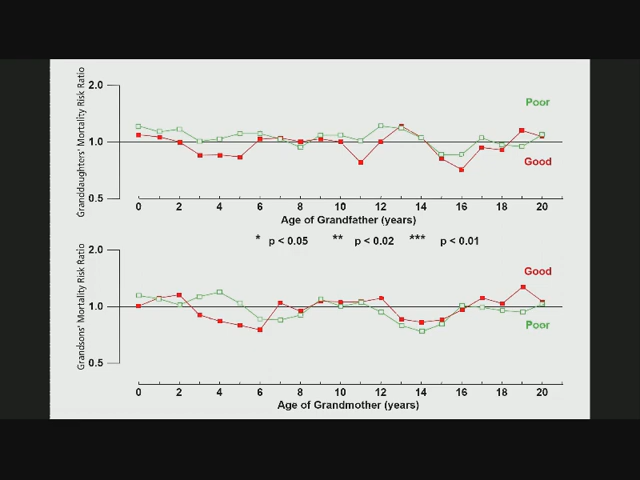 Granddaughters' Mortality Risk Ratio
2.0
1.0
0.5
Poor
Good
0 2 4 6 8 10 12 14 16 18 20
Age of Grandfather (years)
* p < 0.05 ** p < 0.02 *** p < 0.01
Grandsons' Mortality Risk Ratio
2.0
1.0
0.5
Good
Poor
0 2 4 6 8 10 12 14 16 18 20
Age of Grandmother (years)